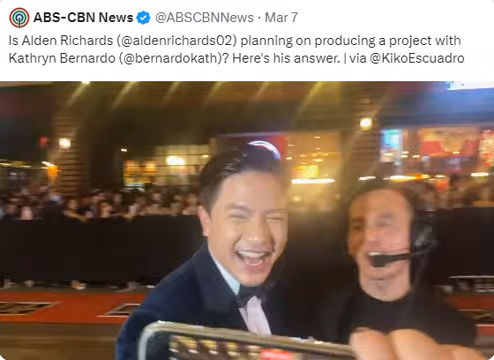 ABS-CBN News @ABSCBNNews · Mar 7
Is Alden Richards (@aldenrichards02) planning on producing a project with
Kathryn Bernardo (@bernardokath)? Here's his answer. | via @KikoEscuadro